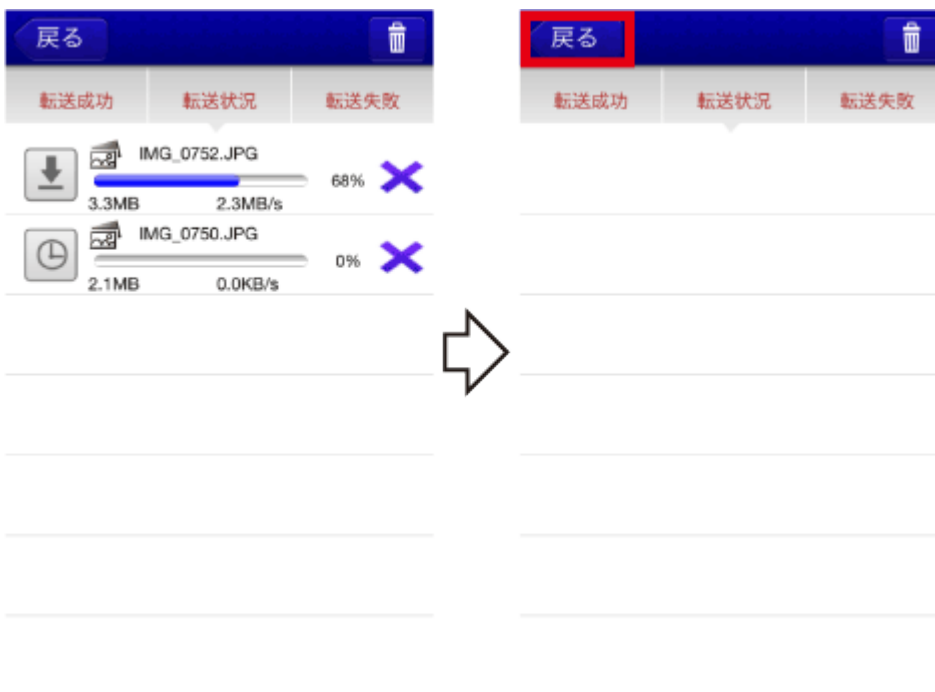 戻る
転送成功 転送状況 転送失敗
IMG_0752.JPG
68%
3.3MB 2.3MB/s
IMG_0750.JPG
0%
2.1MB 0.0KB/s
戻る
転送成功 転送状況 転送失敗